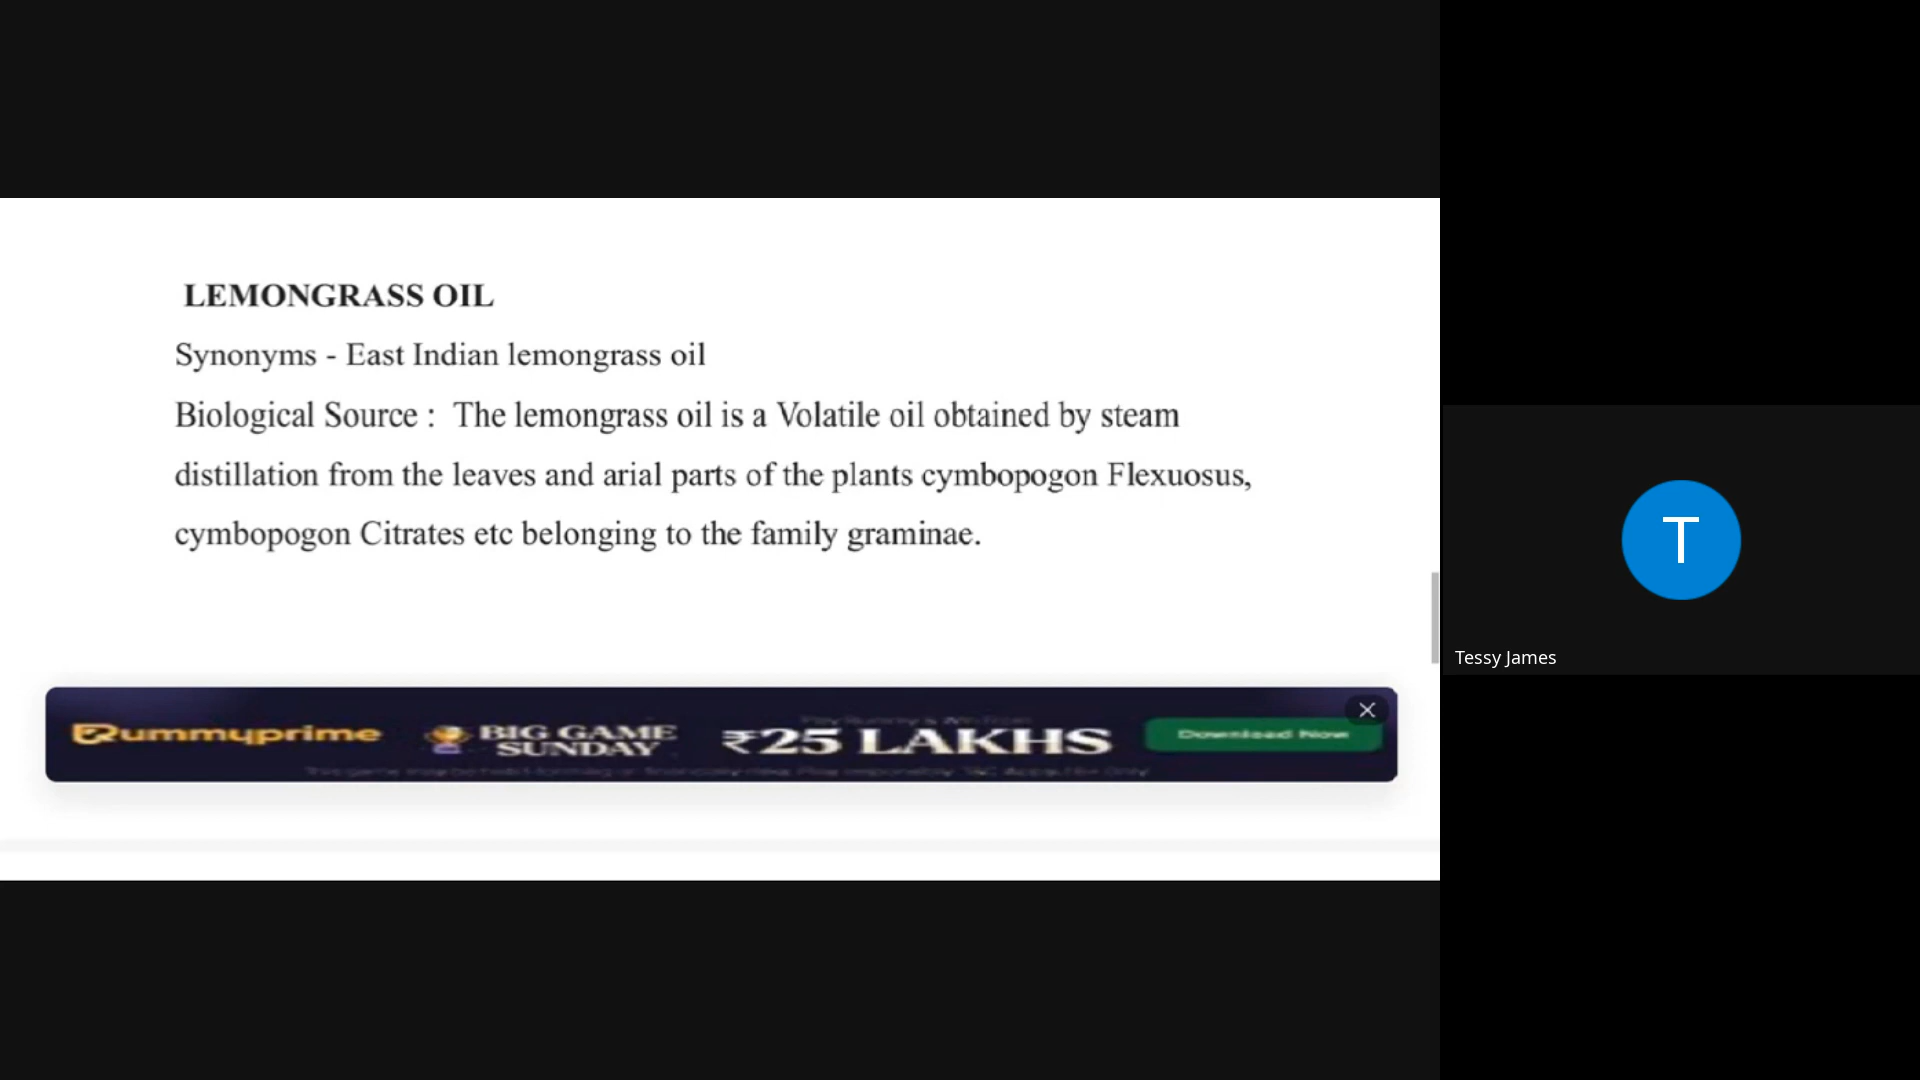 LEMONGRASS OIL
Synonyms - East Indian lemongrass oil
Biological Source : The lemongrass oil is a Volatile oil obtained by steam
distillation from the leaves and arial parts of the plants cymbopogon Flexuosus,
cymbopogon Citrates etc belonging to the family graminae.
Rummyprime
BIG GAME
SUNDAY
₹25 LAKHS
Download Now
T
Tessy James